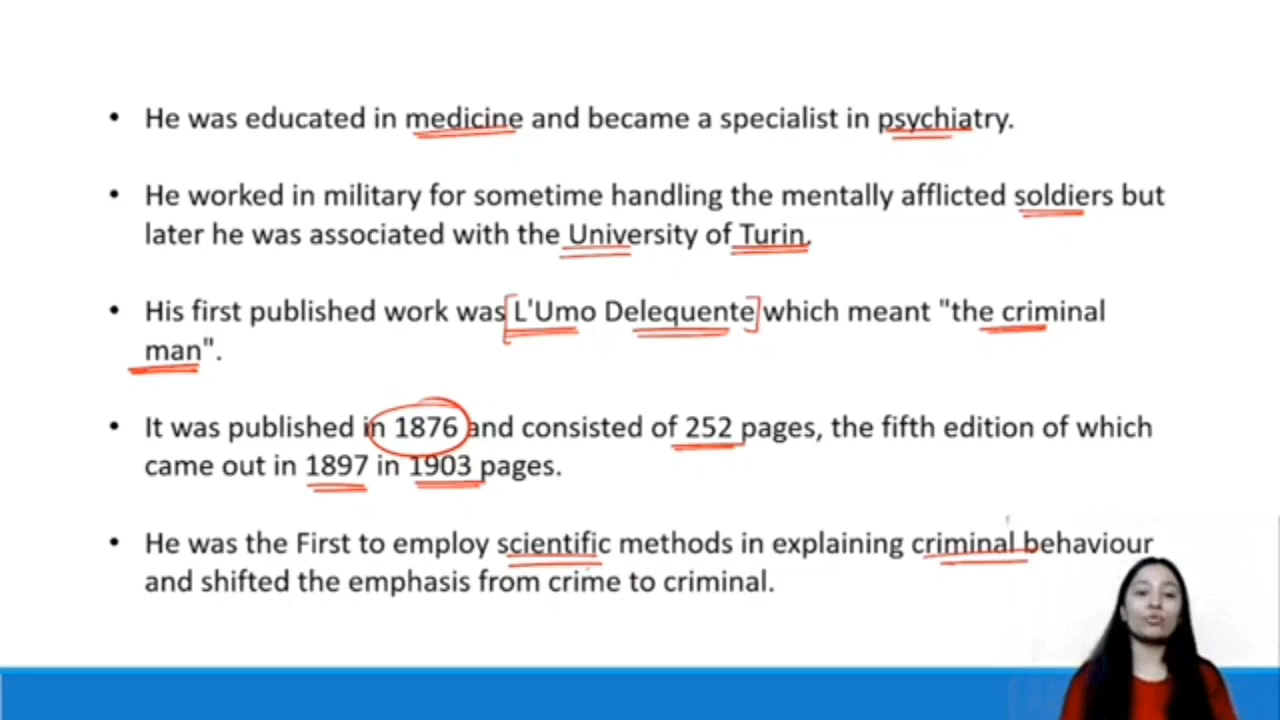 • He was educated in medicine and became a specialist in psychiatry.
• He worked in military for sometime handling the mentally afflicted soldiers but
later he was associated with the University of Turin.
• His first published work was L'Umo Delequente which meant "the criminal
man".
• It was published in 1876 and consisted of 252 pages, the fifth edition of which
came out in 1897 in 1903 pages.
• He was the First to employ scientific methods in explaining criminal behaviour
and shifted the emphasis from crime to criminal.